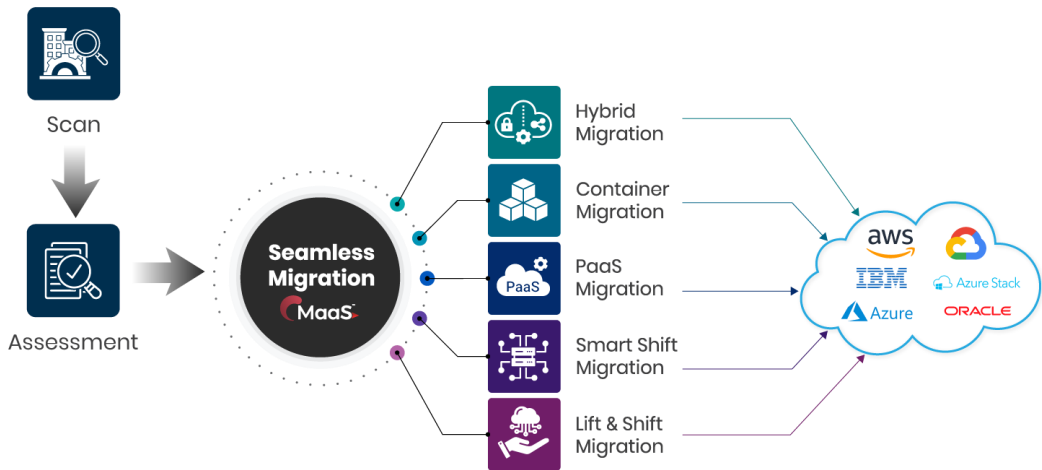 Scan
Assessment
Seamless
Migration
CMaaS™
Hybrid
Migration
Container
Migration
PaaS
PaaS
Migration
Smart Shift
Migration
Lift & Shift
Migration
aws
IBM
Azure Stack
Azure
ORACLE